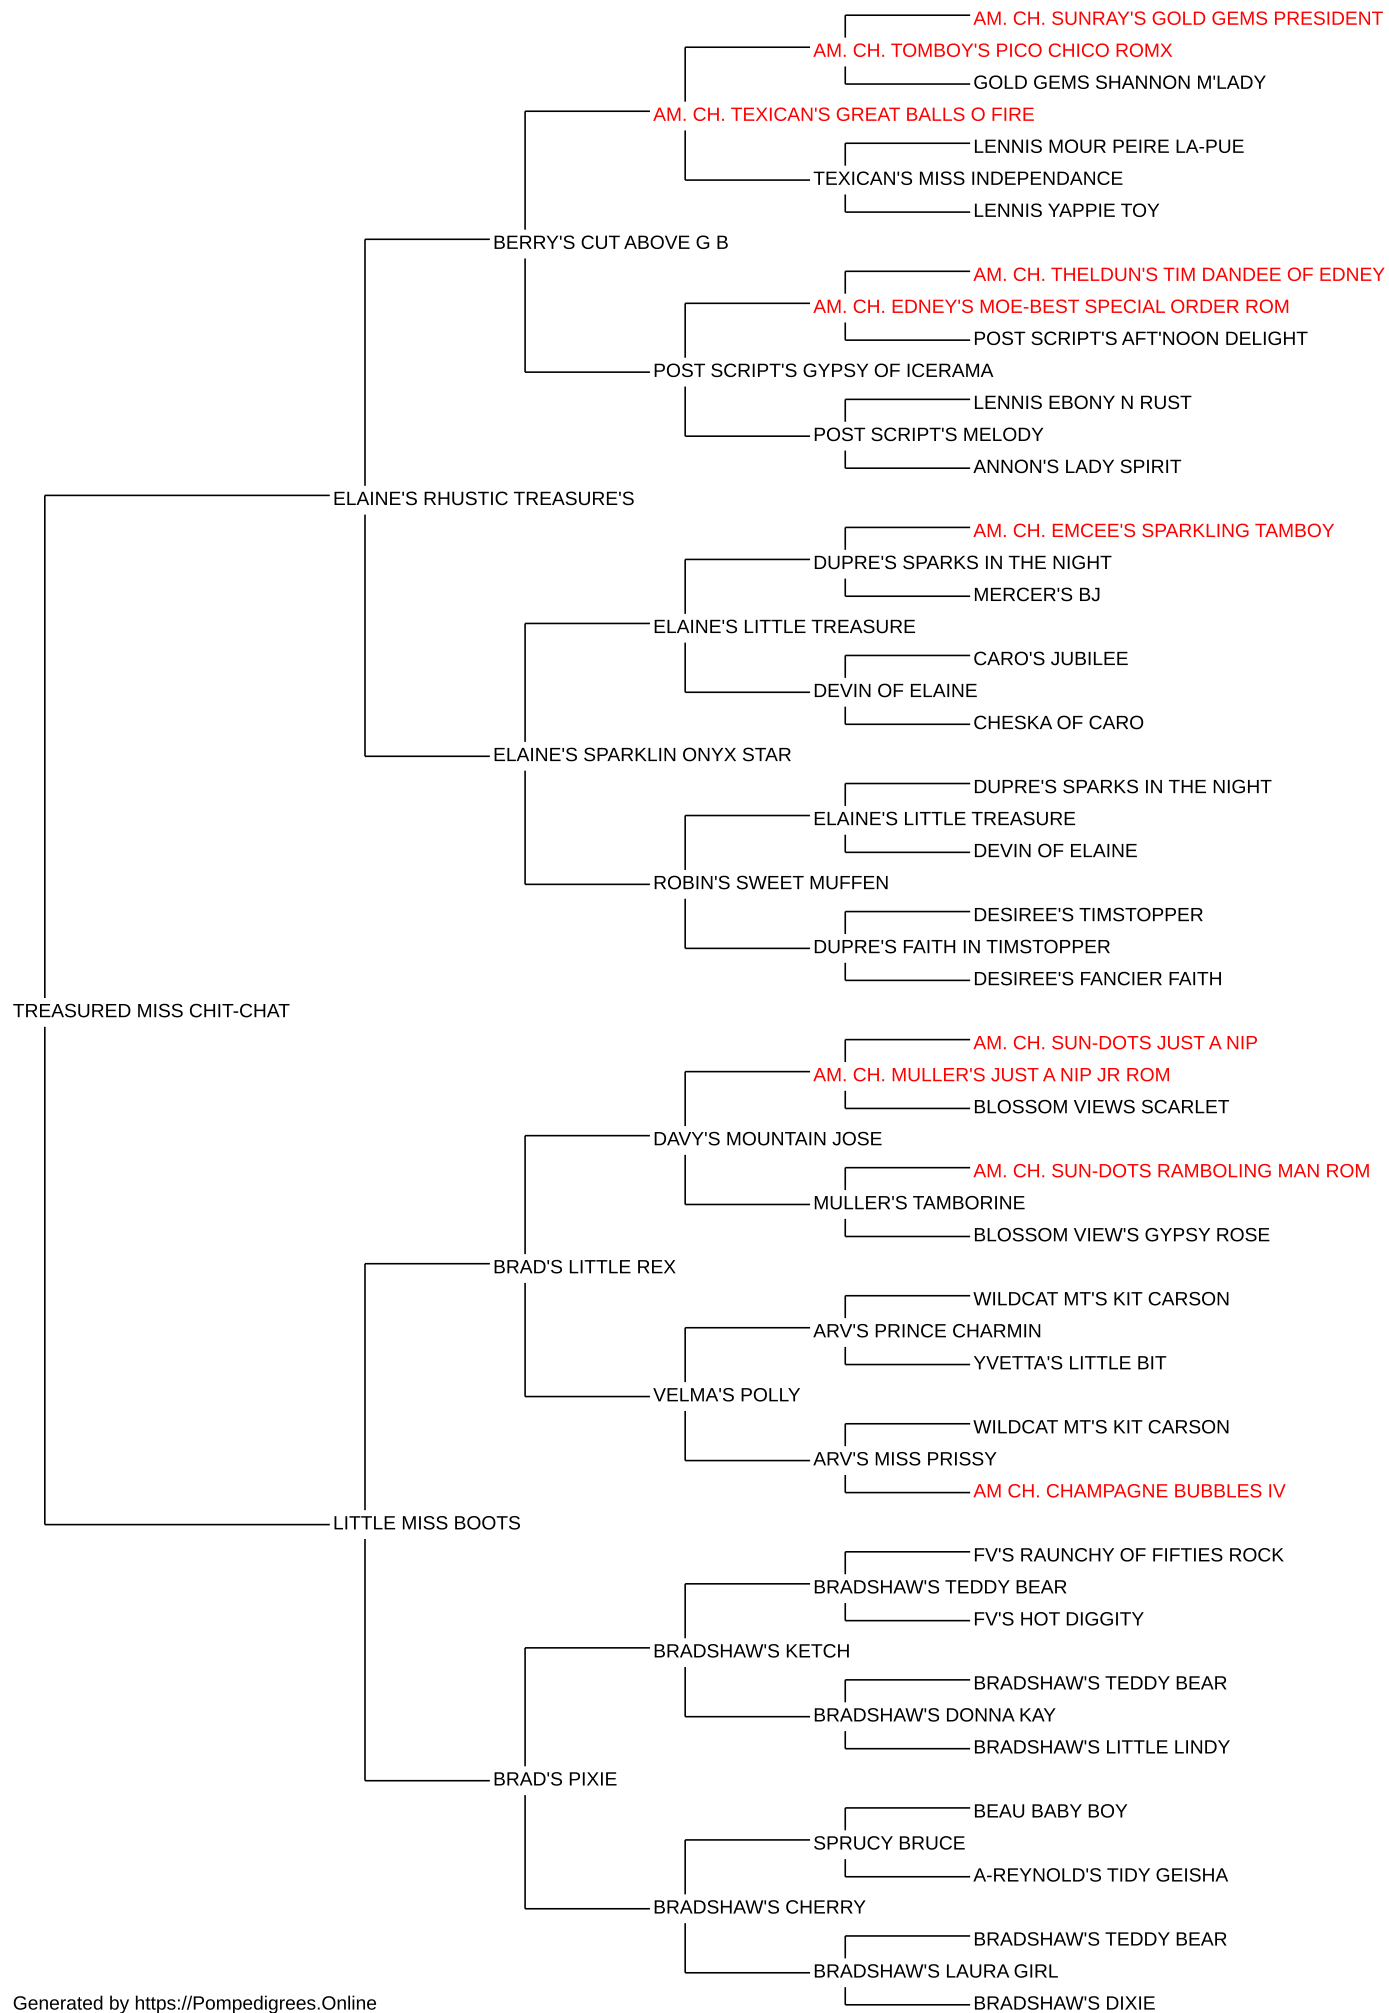 AM. CH. SUNRAY'S GOLD GEMS PRESIDENT
AM. CH. TOMBOY'S PICO CHICO ROMX
GOLD GEMS SHANNON M'LADY
AM. CH. TEXICAN'S GREAT BALLS O FIRE
LENNIS MOUR PEIRE LA-PUE
TEXICAN'S MISS INDEPENDANCE
LENNIS YAPPIE TOY
BERRY'S CUT ABOVE G B
AM. CH. THELDUN'S TIM DANDEE OF EDNEY
AM. CH. EDNEY'S MOE-BEST SPECIAL ORDER ROM
POST SCRIPT'S AFT'NOON DELIGHT
POST SCRIPT'S GYPSY OF ICERAMA
LENNIS EBONY N RUST
POST SCRIPT'S MELODY
ANNON'S LADY SPIRIT
ELAINE'S RHUSTIC TREASURE'S
AM. CH. EMCEE'S SPARKLING TAMBOY
DUPRE'S SPARKS IN THE NIGHT
MERCER'S BJ
ELAINE'S LITTLE TREASURE
CARO'S JUBILEE
DEVIN OF ELAINE
CHESKA OF CARO
ELAINE'S SPARKLIN ONYX STAR
DUPRE'S SPARKS IN THE NIGHT
ELAINE'S LITTLE TREASURE
DEVIN OF ELAINE
ROBIN'S SWEET MUFFEN
DESIREE'S TIMSTOPPER
DUPRE'S FAITH IN TIMSTOPPER
DESIREE'S FANCIER FAITH
TREASURED MISS CHIT-CHAT
AM. CH. SUN-DOTS JUST A NIP
AM. CH. MULLER'S JUST A NIP JR ROM
BLOSSOM VIEWS SCARLET
DAVY'S MOUNTAIN JOSE
AM. CH. SUN-DOTS RAMBOLING MAN ROM
MULLER'S TAMBORINE
BLOSSOM VIEW'S GYPSY ROSE
BRAD'S LITTLE REX
WILDCAT MT'S KIT CARSON
ARV'S PRINCE CHARMIN
YVETTA'S LITTLE BIT
VELMA'S POLLY
WILDCAT MT'S KIT CARSON
ARV'S MISS PRISSY
AM CH. CHAMPAGNE BUBBLES IV
LITTLE MISS BOOTS
FV'S RAUNCHY OF FIFTIES ROCK
BRADSHAW'S TEDDY BEAR
FV'S HOT DIGGITY
BRADSHAW'S KETCH
BRADSHAW'S TEDDY BEAR
BRADSHAW'S DONNA KAY
BRADSHAW'S LITTLE LINDY
BRAD'S PIXIE
BEAU BABY BOY
SPRUCY BRUCE
A-REYNOLD'S TIDY GEISHA
BRADSHAW'S CHERRY
BRADSHAW'S TEDDY BEAR
BRADSHAW'S LAURA GIRL
BRADSHAW'S DIXIE
Generated by https://Pompedigrees.Online